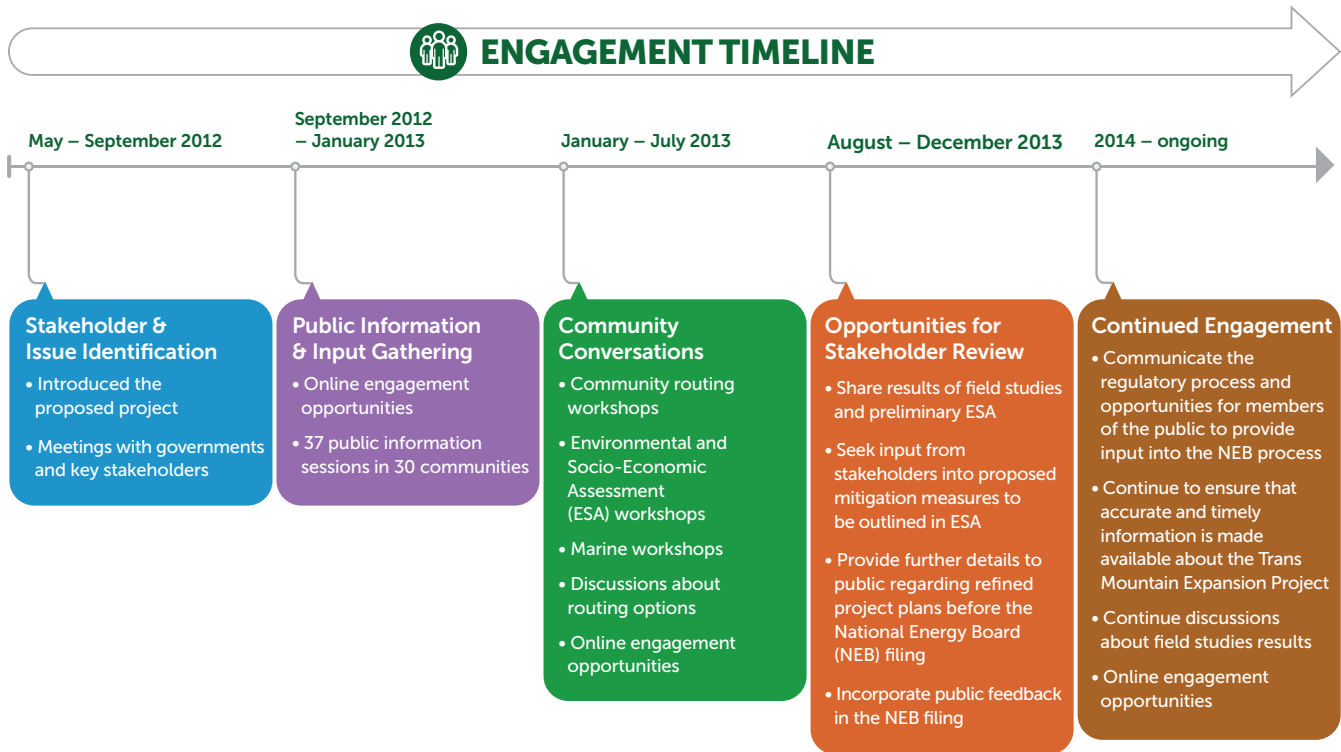 ENGAGEMENT TIMELINE
May – September 2012
September 2012
– January 2013
January – July 2013
August – December 2013
2014 – ongoing
Stakeholder &
Issue Identification
• Introduced the
proposed project
• Meetings with governments
and key stakeholders
Public Information
& Input Gathering
• Online engagement
opportunities
• 37 public information
sessions in 30 communities
Community
Conversations
• Community routing
workshops
• Environmental and
Socio-Economic
Assessment
(ESA) workshops
• Marine workshops
• Discussions about
routing options
• Online engagement
opportunities
Opportunities for
Stakeholder Review
• Share results of field studies
and preliminary ESA
• Seek input from
stakeholders into proposed
mitigation measures to
be outlined in ESA
• Provide further details to
public regarding refined
project plans before the
National Energy Board
(NEB) filing
• Incorporate public feedback
in the NEB filing
Continued Engagement
• Communicate the
regulatory process and
opportunities for members
of the public to provide
input into the NEB process
• Continue to ensure that
accurate and timely
information is made
available about the Trans
Mountain Expansion Project
• Continue discussions
about field studies results
• Online engagement
opportunities